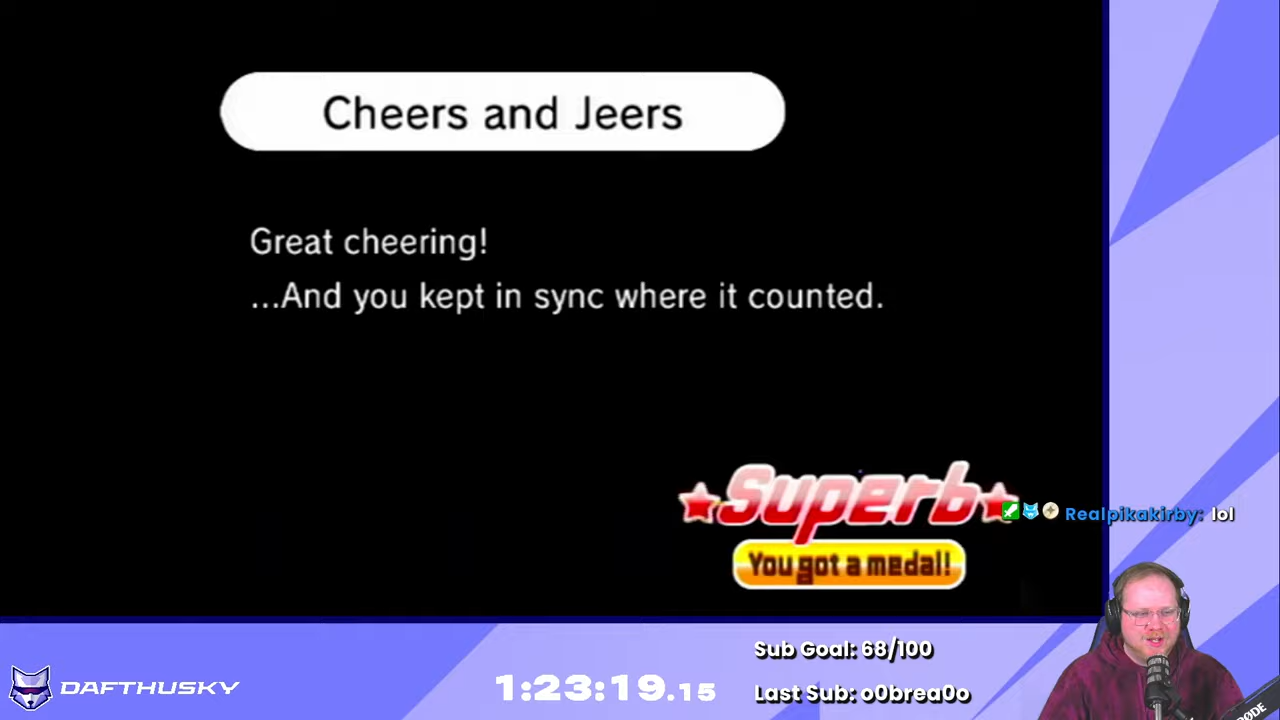 Cheers and Jeers
Great cheering!
...And you kept in sync where it counted.
Superb
You got a medal!
Realpikakirby: lol
DAFTHUSKY
1:23:19.15
Sub Goal: 68/100
Last Sub: o0brea0o